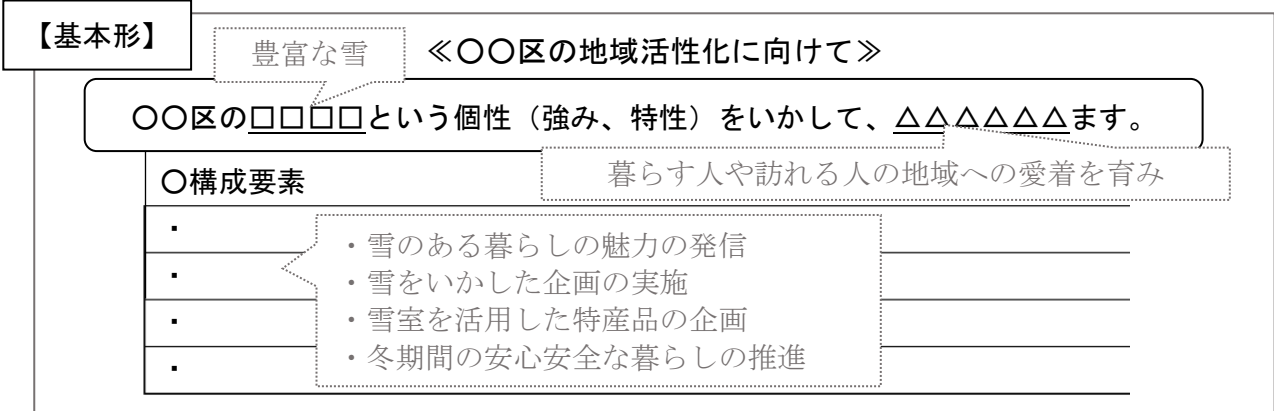 【基本形】
豊富な雪
≪〇〇区の地域活性化に向けて≫
〇〇区の□□□□という個性（強み、特性）をいかして、△△△△△△ます。
暮らす人や訪れる人の地域への愛着を育み
〇構成要素
・
・
・
・
・雪のある暮らしの魅力の発信
・雪をいかした企画の実施
・雪室を活用した特産品の企画
・冬期間の安心安全な暮らしの推進